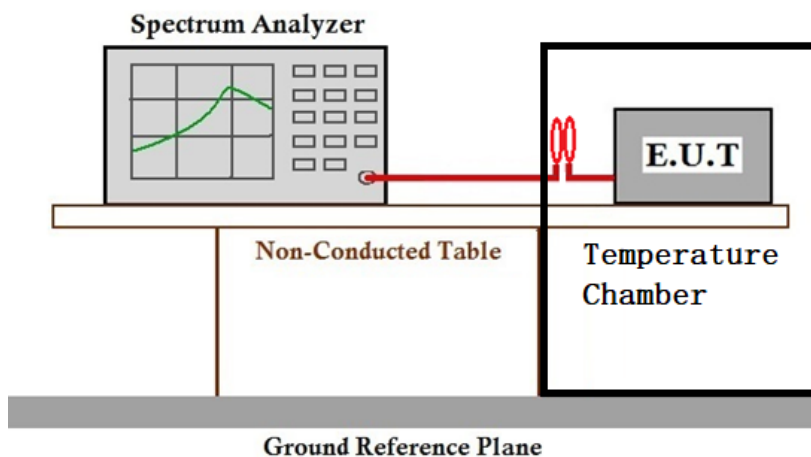 Spectrum Analyzer
E.U.T
Non-Conducted Table
Temperature
Chamber
Ground Reference Plane